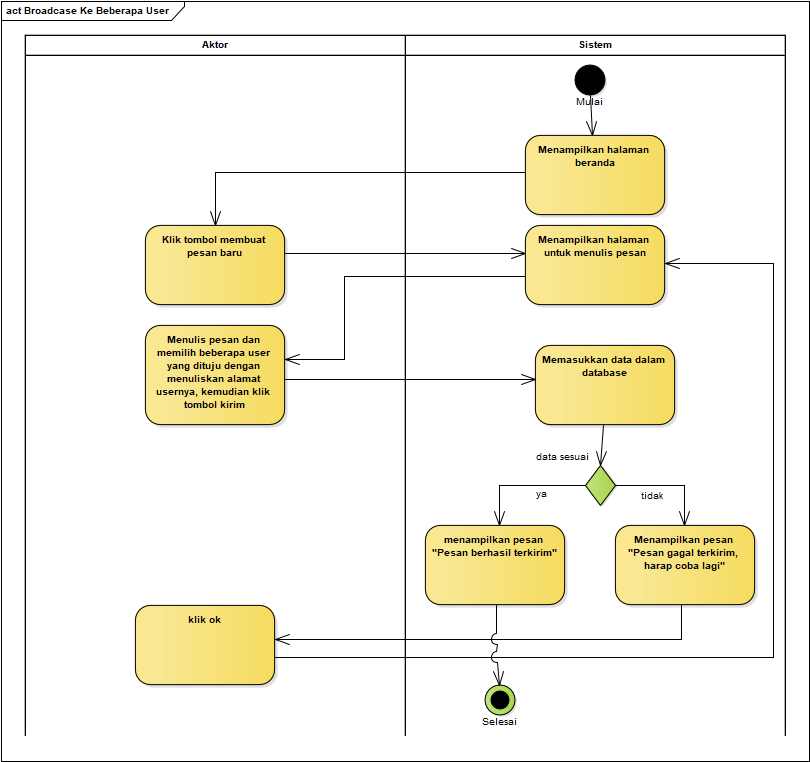 act Broadcase Ke Beberapa User
Aktor
Sistem
Mulai
Menampilkan halaman
beranda
Klik tombol membuat
pesan baru
Menampilkan halaman
untuk menulis pesan
Menulis pesan dan
memilih beberapa user
yang dituju dengan
menuliskan alamat
usernya, kemudian klik
tombol kirim
Memasukkan data dalam
database
data sesuai
ya
tidak
menampilkan pesan
"Pesan berhasil terkirim"
Menampilkan pesan
"Pesan gagal terkirim,
harap coba lagi"
klik ok
Selesai